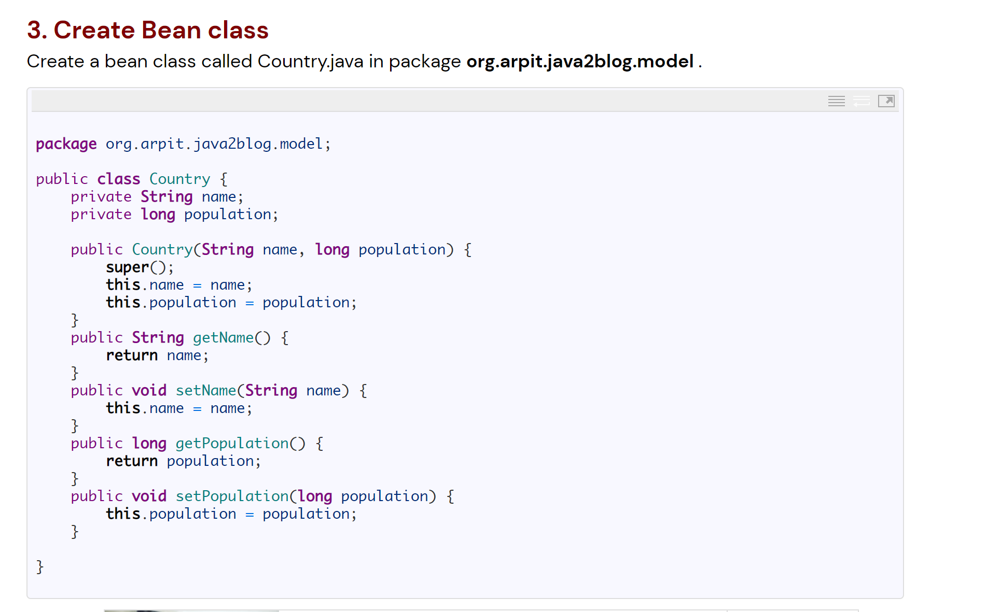 3. Create Bean class
Create a bean class called Country.java in package org.arpit.java2blog.model .
package org.arpit.java2blog.model;
public class Country {
    private String name;
    private long population;
    public Country(String name, long population) {
        super();
        this.name = name;
        this.population = population;
    }
    public String getName() {
        return name;
    }
    public void setName(String name) {
        this.name = name;
    }
    public long getPopulation() {
        return population;
    }
    public void setPopulation(long population) {
        this.population = population;
    }
}